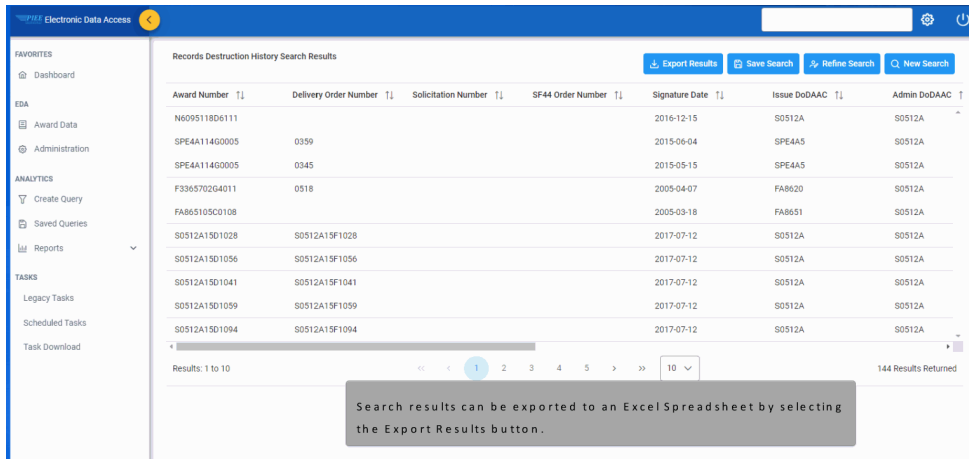 PIEE Electronic Data Access
FAVORITES
Dashboard
EDA
Award Data
Administration
ANALYTICS
Create Query
Saved Queries
Reports
TASKS
Legacy Tasks
Scheduled Tasks
Task Download
Records Destruction History Search Results
Export Results Save Search Refine Search New Search
Award Number Delivery Order Number Solicitation Number SF44 Order Number Signature Date Issue DoDAAC Admin DoDAAC
N6095118D6111 2016-12-15 S0512A S0512A
SPE4A114G0005 0359 2015-06-04 SPE4A5 S0512A
SPE4A114G0005 0345 2015-05-15 SPE4A5 S0512A
F3365702G4011 0518 2005-04-07 FA8620 S0512A
FA865105C0108 2005-03-18 FA8651 S0512A
S0512A15D1028 S0512A15F1028 2017-07-12 S0512A S0512A
S0512A15D1056 S0512A15F1056 2017-07-12 S0512A S0512A
S0512A15D1041 S0512A15F1041 2017-07-12 S0512A S0512A
S0512A15D1059 S0512A15F1059 2017-07-12 S0512A S0512A
S0512A15D1094 S0512A15F1094 2017-07-12 S0512A S0512A
Results: 1 to 10 << < 1 2 3 4 5 > >> 10 144 Results Returned
Search results can be exported to an Excel Spreadsheet by selecting
the Export Results button.